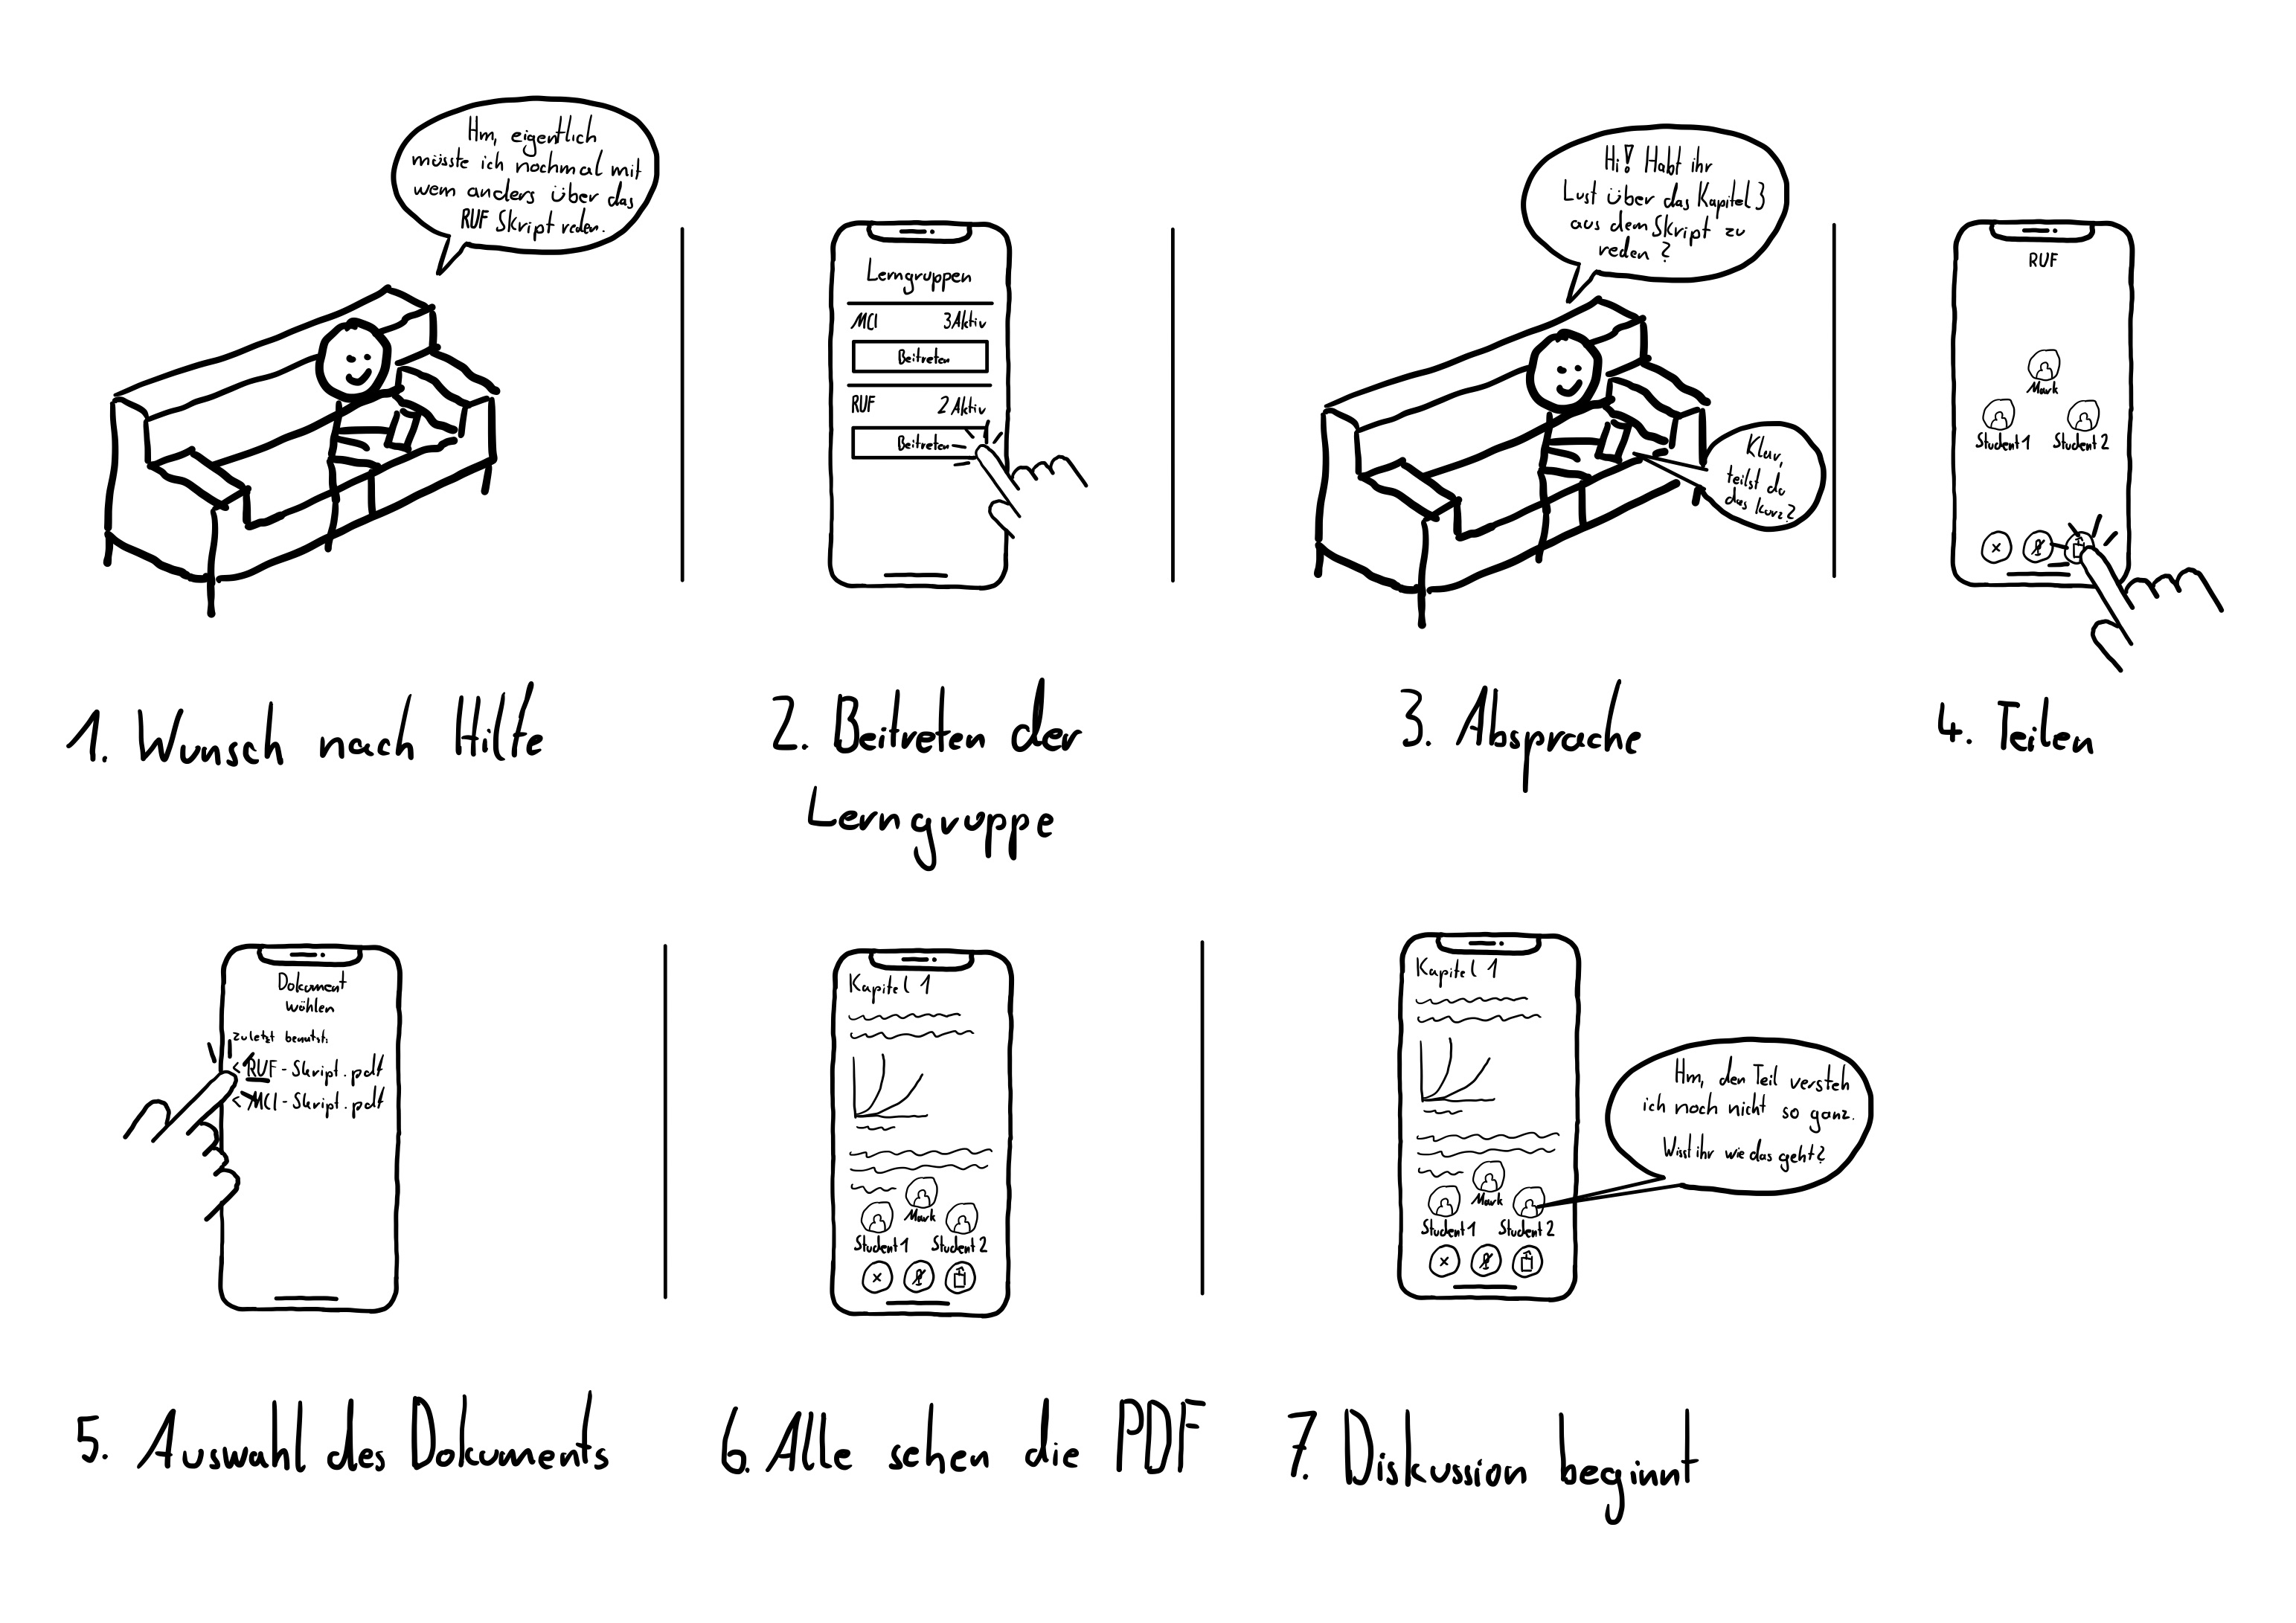 Hm, eigentlich
müsste ich nochmal mit
wem anders über das
RUF Skript reden.
1. Wunsch nach Hilfe
Lerngruppen
MCI 3 Aktiv
Beitreten
RUF 2 Aktiv
Beitreten
2. Beitreten der
Lerngruppe
Hi! Habt ihr
Lust über das Kapitel 3
aus dem Skript zu
reden?
Klar,
teilst du
das kurz?
3. Absprache
RUF
Mark
Student 1 Student 2
4. Teilen
Dokument
wählen
zuletzt benutzt:
< RUF-Skript.pdf
< MCI-Skript.pdf
5. Auswahl des Dokuments
Kapitel 1
Mark
Student 1 Student 2
6. Alle sehen die PDF
Kapitel 1
Mark
Student 1 Student 2
Hm, den Teil versteh
ich noch nicht so ganz.
Wisst ihr wie das geht?
7. Diskussion beginnt